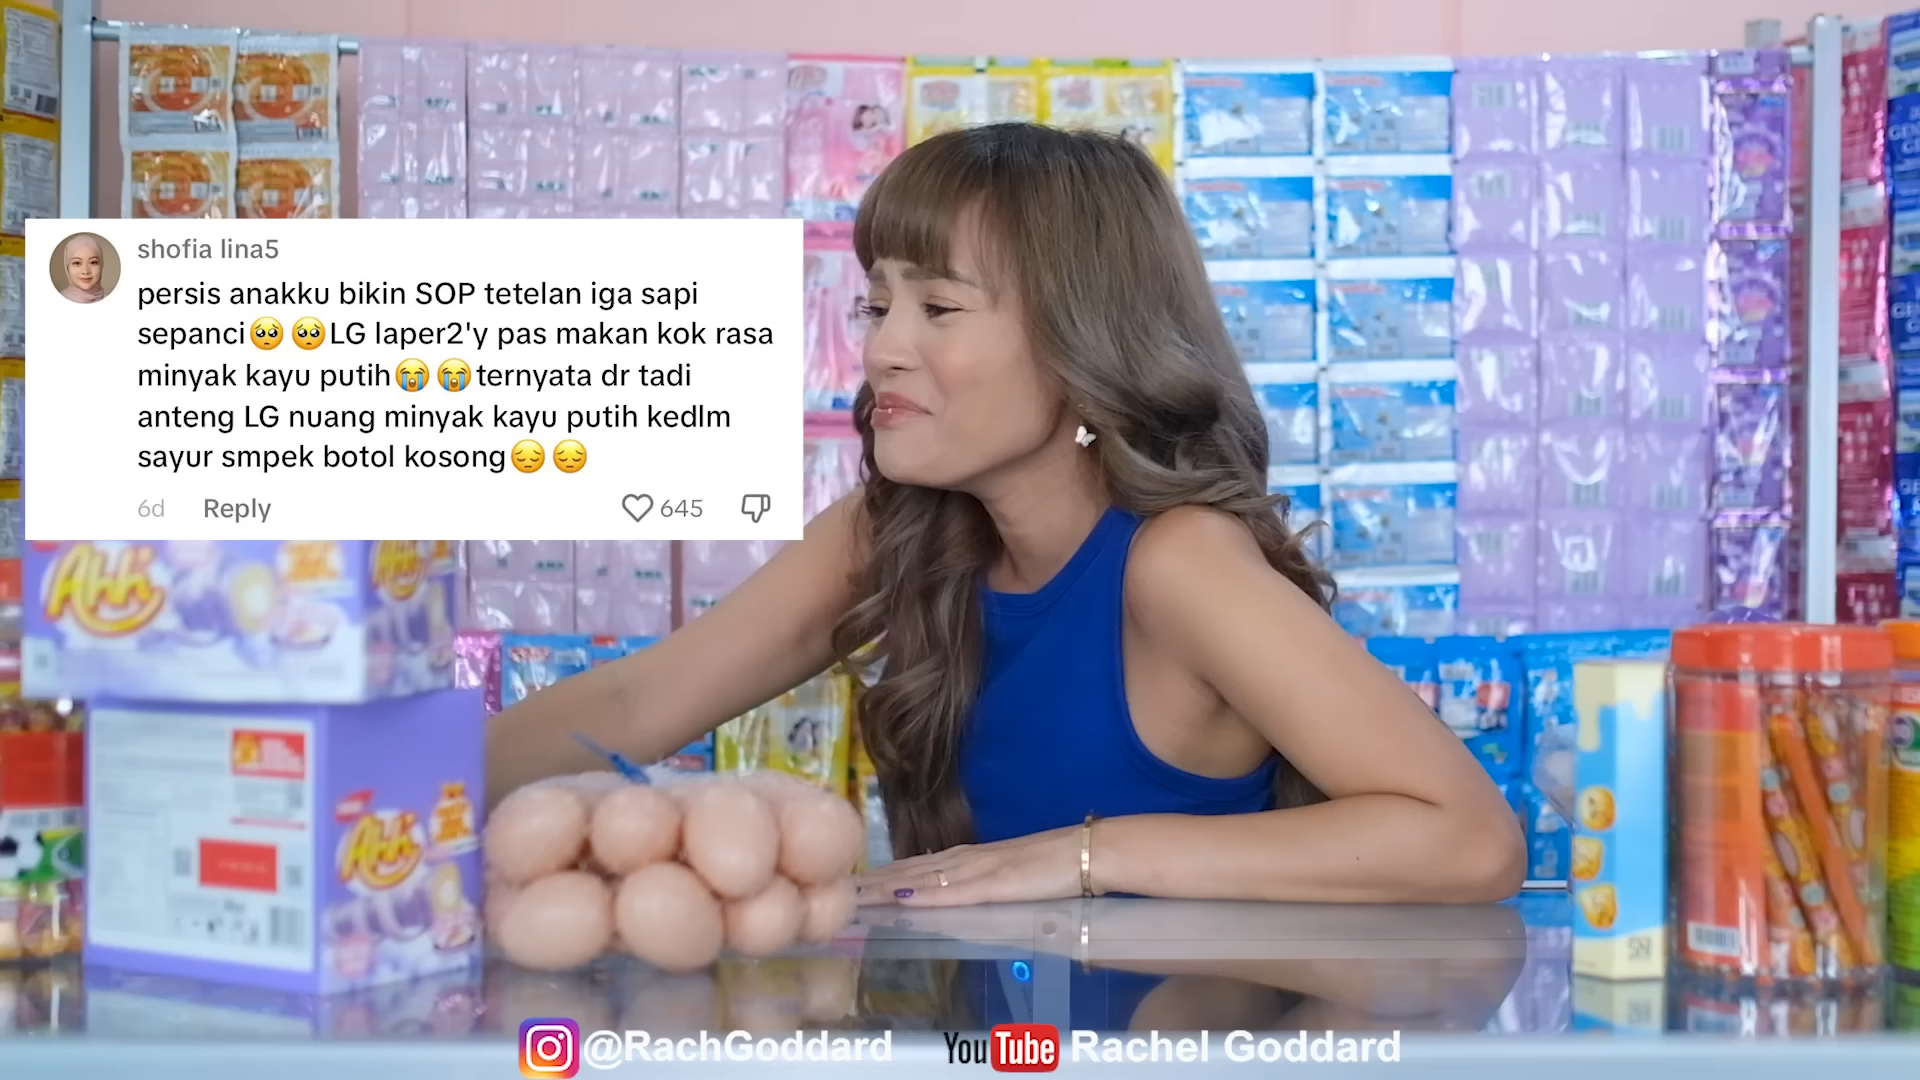 shofia lina5
persis anakku bikin SOP tetelan iga sapi
sepanci🥺🥺LG laper2'y pas makan kok rasa
minyak kayu putih😭😭ternyata dr tadi
anteng LG nuang minyak kayu putih kedlm
sayur smpek botol kosong😔😔
6d Reply 645
Ahh
Ahh
Ahh
@RachGoddard YouTube Rachel Goddard